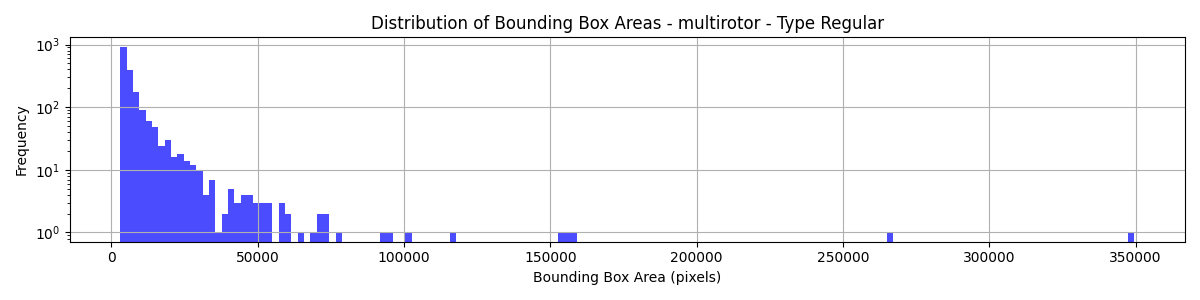 Distribution of Bounding Box Areas - multirotor - Type Regular
Frequency
10³
10²
10¹
10⁰
0 50000 100000 150000 200000 250000 300000 350000
Bounding Box Area (pixels)